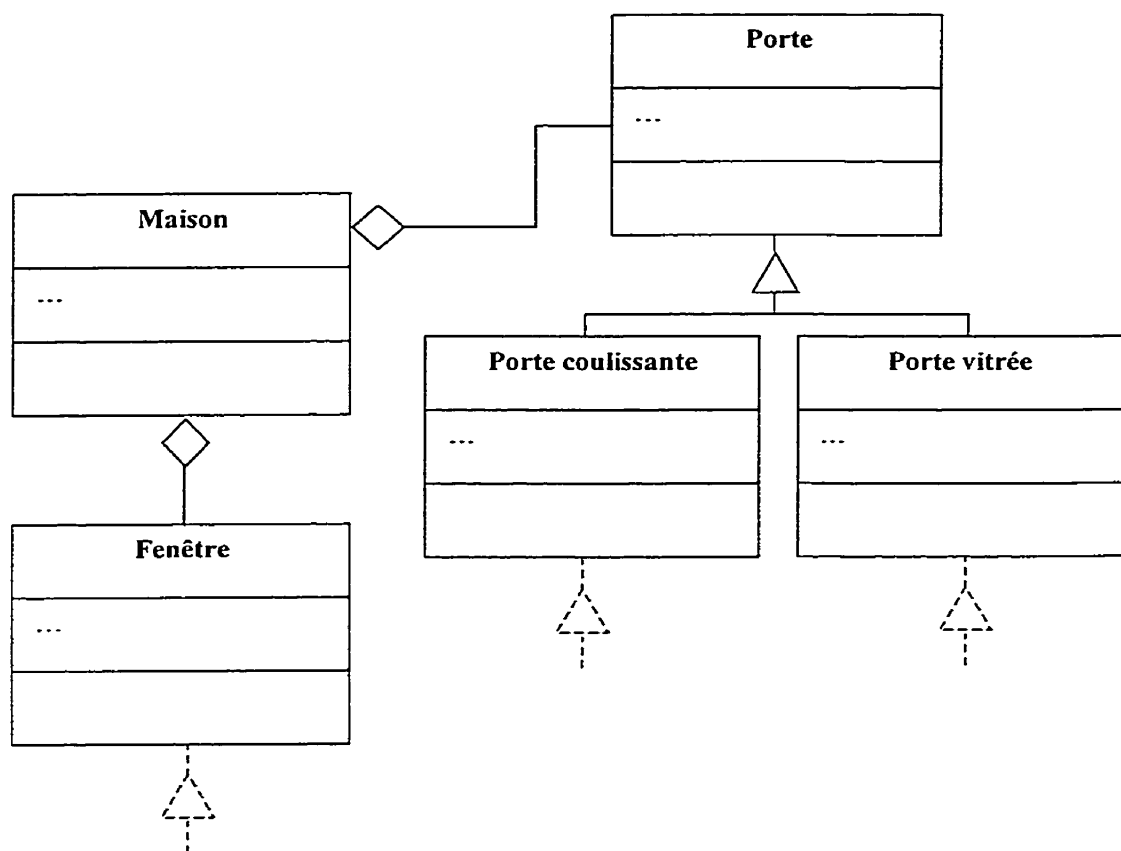 Porte
---
Maison
---
Porte coulissante
---
Porte vitrée
---
Fenêtre
---